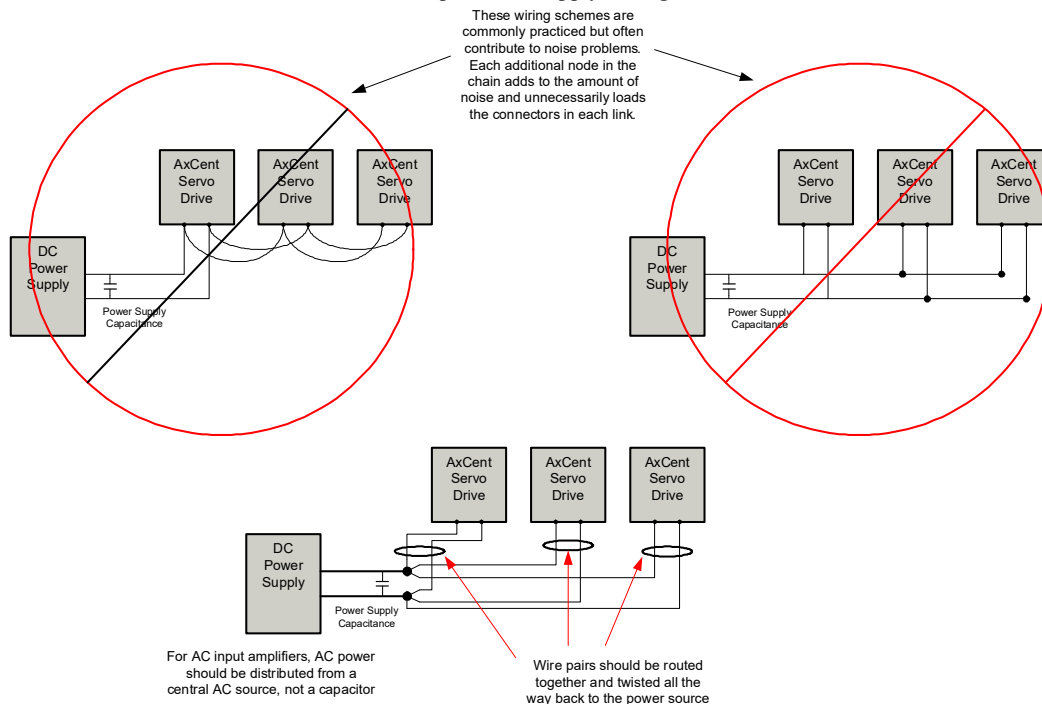 These wiring schemes are
commonly practiced but often
contribute to noise problems.
Each additional node in the
chain adds to the amount of
noise and unnecessarily loads
the connectors in each link.
AxCent
Servo
Drive
AxCent
Servo
Drive
AxCent
Servo
Drive
DC
Power
Supply
Power Supply
Capacitance
AxCent
Servo
Drive
AxCent
Servo
Drive
AxCent
Servo
Drive
DC
Power
Supply
Power Supply
Capacitance
AxCent
Servo
Drive
AxCent
Servo
Drive
AxCent
Servo
Drive
DC
Power
Supply
Power Supply
Capacitance
For AC input amplifiers, AC power
should be distributed from a
central AC source, not a capacitor
Wire pairs should be routed
together and twisted all the
way back to the power source